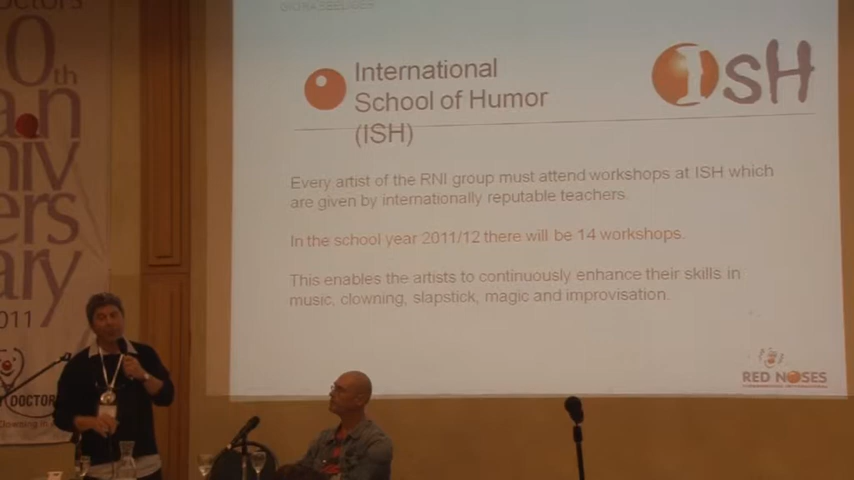 0th
an
niv
ers
ary
2011
DOCTOR
International
School of Humor
(ISH)
ISH
Every artist of the RNI group must attend workshops at ISH which
are given by internationally reputable teachers.
In the school year 2011/12 there will be 14 workshops.
This enables the artists to continuously enhance their skills in
music, clowning, slapstick, magic and improvisation.
RED NOSES